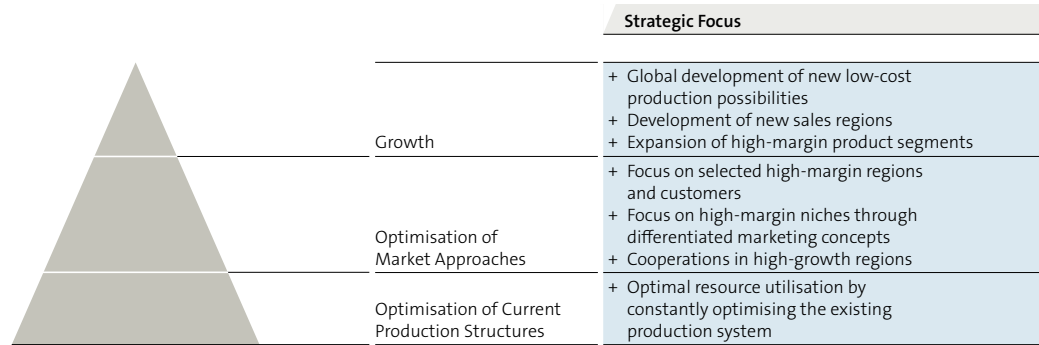 Strategic Focus
Growth
+ Global development of new low-cost
production possibilities
+ Development of new sales regions
+ Expansion of high-margin product segments
Optimisation of
Market Approaches
+ Focus on selected high-margin regions
and customers
+ Focus on high-margin niches through
differentiated marketing concepts
+ Cooperations in high-growth regions
Optimisation of Current
Production Structures
+ Optimal resource utilisation by
constantly optimising the existing
production system